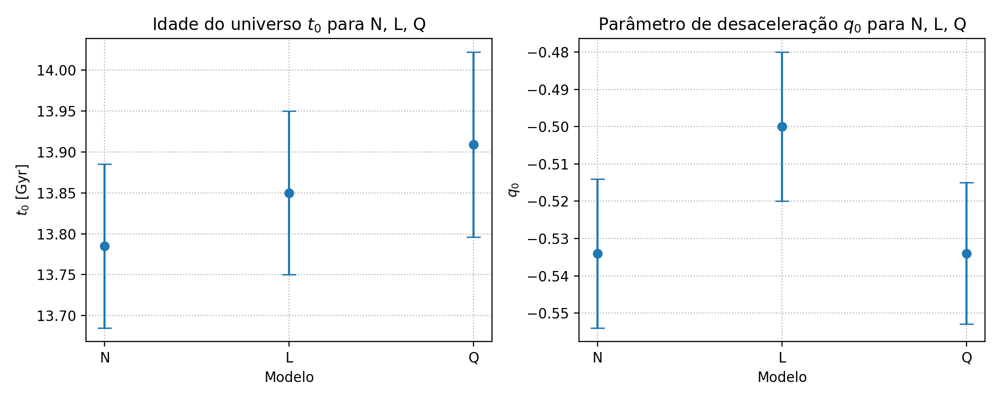 Idade do universo t₀ para N, L, Q
t₀ [Gyr]
14.00
13.95
13.90
13.85
13.80
13.75
13.70
N L Q
Modelo
Parâmetro de desaceleração q₀ para N, L, Q
q₀
−0.48
−0.49
−0.50
−0.51
−0.52
−0.53
−0.54
−0.55
N L Q
Modelo